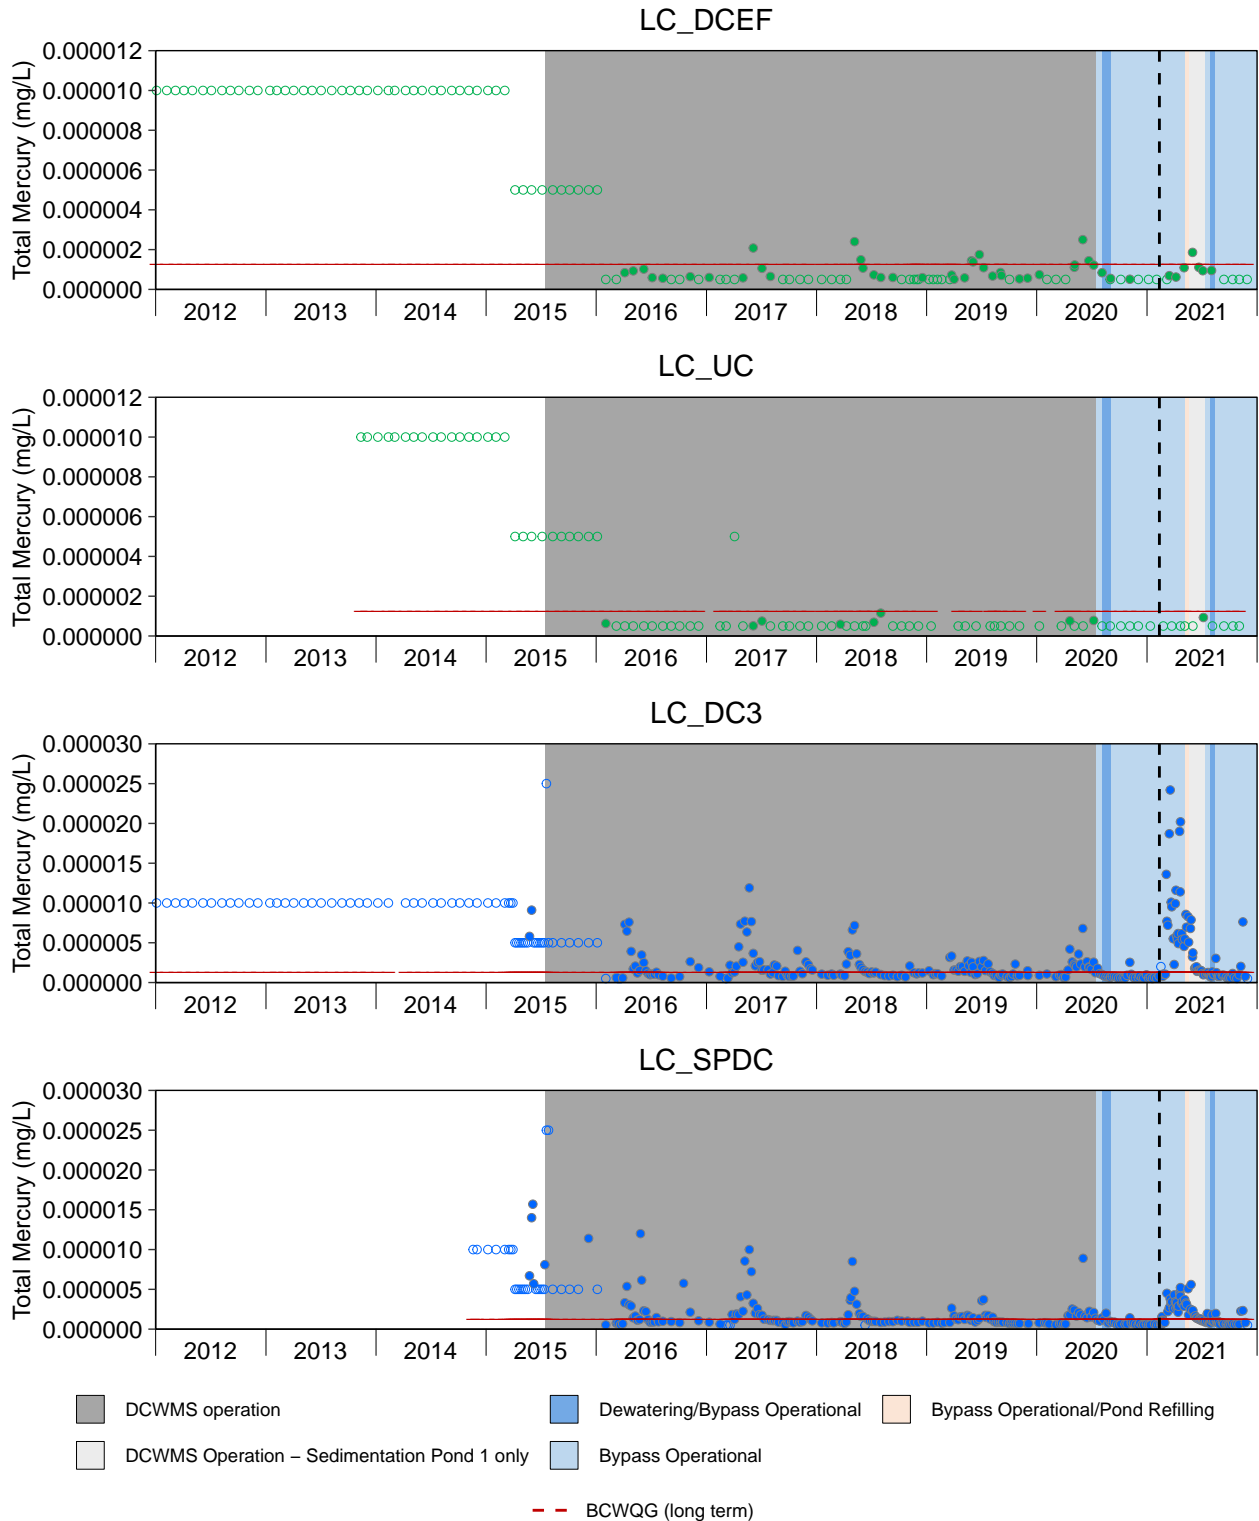 LC_DCEF
Total Mercury (mg/L)
0.000012
0.000010
0.000008
0.000006
0.000004
0.000002
0.000000
2012 2013 2014 2015 2016 2017 2018 2019 2020 2021
LC_UC
Total Mercury (mg/L)
0.000012
0.000010
0.000008
0.000006
0.000004
0.000002
0.000000
2012 2013 2014 2015 2016 2017 2018 2019 2020 2021
LC_DC3
Total Mercury (mg/L)
0.000030
0.000025
0.000020
0.000015
0.000010
0.000005
0.000000
2012 2013 2014 2015 2016 2017 2018 2019 2020 2021
LC_SPDC
Total Mercury (mg/L)
0.000030
0.000025
0.000020
0.000015
0.000010
0.000005
0.000000
2012 2013 2014 2015 2016 2017 2018 2019 2020 2021
DCWMS operation
Dewatering/Bypass Operational
Bypass Operational/Pond Refilling
DCWMS Operation – Sedimentation Pond 1 only
Bypass Operational
BCWQG (long term)